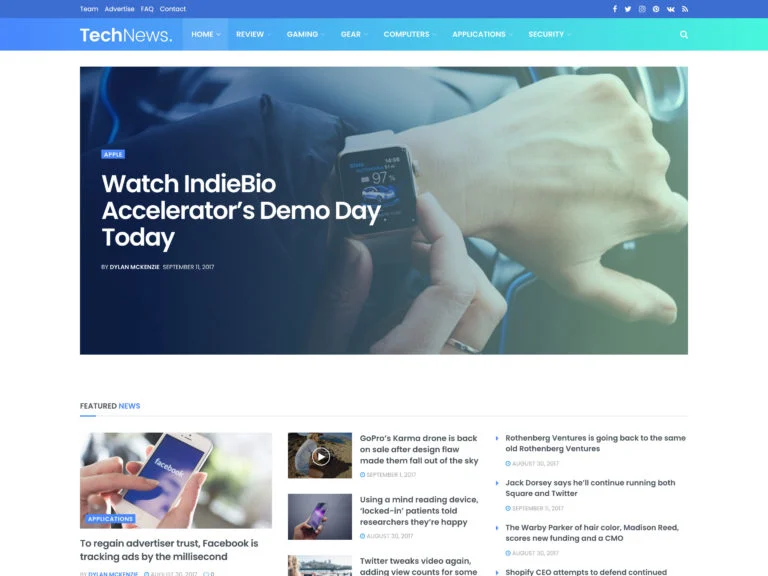 Team Advertise FAQ Contact
TechNews.
HOME REVIEW GAMING GEAR COMPUTERS APPLICATIONS SECURITY
14:58
97%
APPLE
Watch IndieBio
Accelerator's Demo Day
Today
BY DYLAN MCKENZIE SEPTEMBER 11, 2017
FEATURED NEWS
facebook
APPLICATIONS
To regain advertiser trust, Facebook is
tracking ads by the millisecond
BY DYLAN MCKENZIE AUGUST 30, 2017 0
GoPro's Karma drone is back
on sale after design flaw
made them fall out of the sky
SEPTEMBER 1, 2017
Using a mind reading device,
'locked-in' patients told
researchers they're happy
AUGUST 30, 2017
Twitter tweaks video again,
adding view counts for some
Rothenberg Ventures is going back to the same
old Rothenberg Ventures
AUGUST 30, 2017
Jack Dorsey says he'll continue running both
Square and Twitter
SEPTEMBER 11, 2017
The Warby Parker of hair color, Madison Reed,
scores new funding and a CMO
AUGUST 30, 2017
Shopify CEO attempts to defend continued